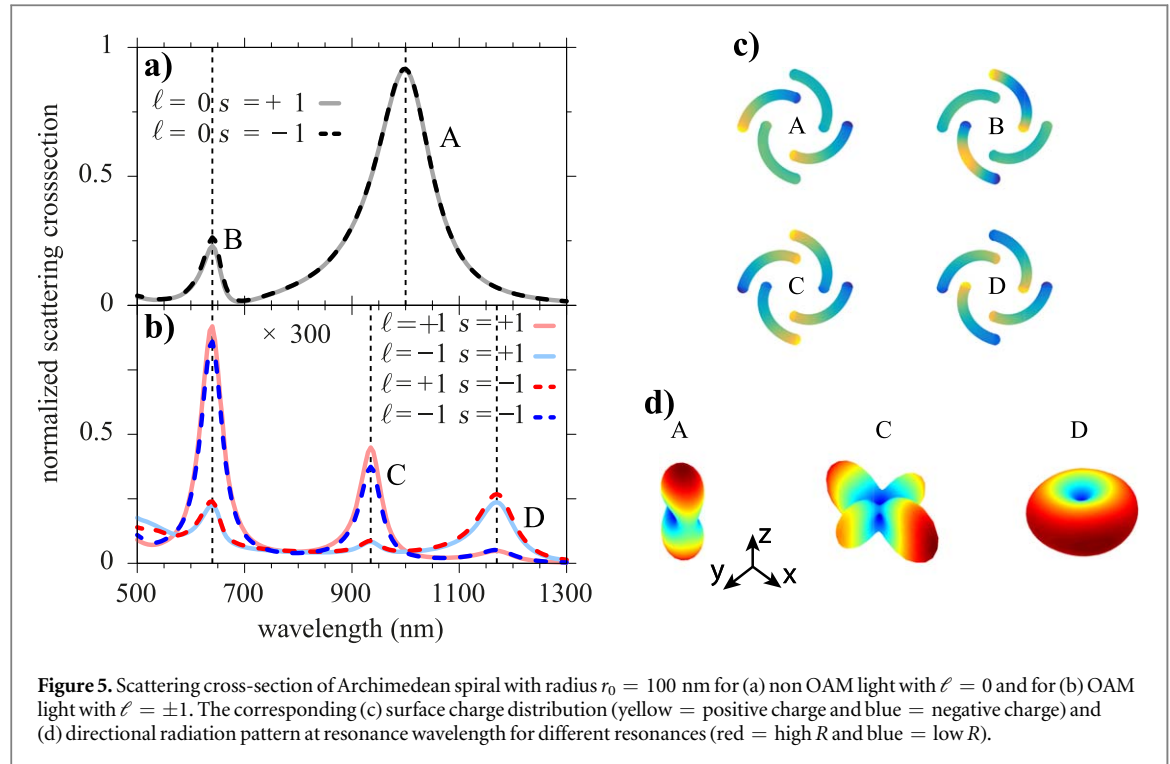 a)
1
ℓ = 0 s = + 1
ℓ = 0 s = − 1
A
B
0.5
0
normalized scattering crosssection
b)
× 300
ℓ=+1 s=+1
ℓ=−1 s=+1
ℓ=+1 s=−1
ℓ=−1 s=−1
C
D
0.5
0
500 700 900 1100 1300
wavelength (nm)
c)
A B
C D
d)
A C D
z
y x
Figure 5. Scattering cross-section of Archimedean spiral with radius r₀ = 100 nm for (a) non OAM light with ℓ = 0 and for (b) OAM
light with ℓ = ±1. The corresponding (c) surface charge distribution (yellow = positive charge and blue = negative charge) and
(d) directional radiation pattern at resonance wavelength for different resonances (red = high R and blue = low R).